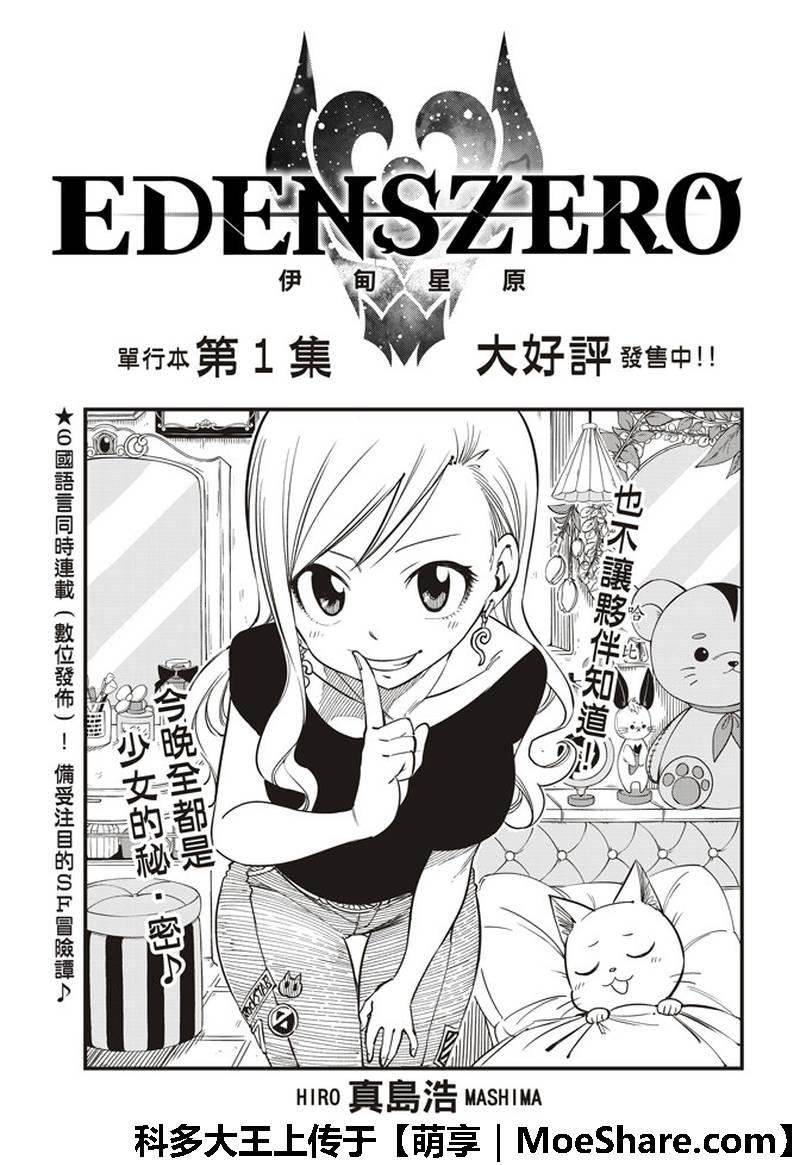 EDENSZERO
伊甸星原
單行本 第1集 大好評 發售中!!
★6國語言同時連載(數位發佈)!備受注目的SF冒險譚♪
也不讓夥伴知道!!
哈
比
今晚全都是
少女的秘・密♪
ROCKSTAR
HIRO 真島浩 MASHIMA
科多大王上传于【萌享 | MoeShare.com】